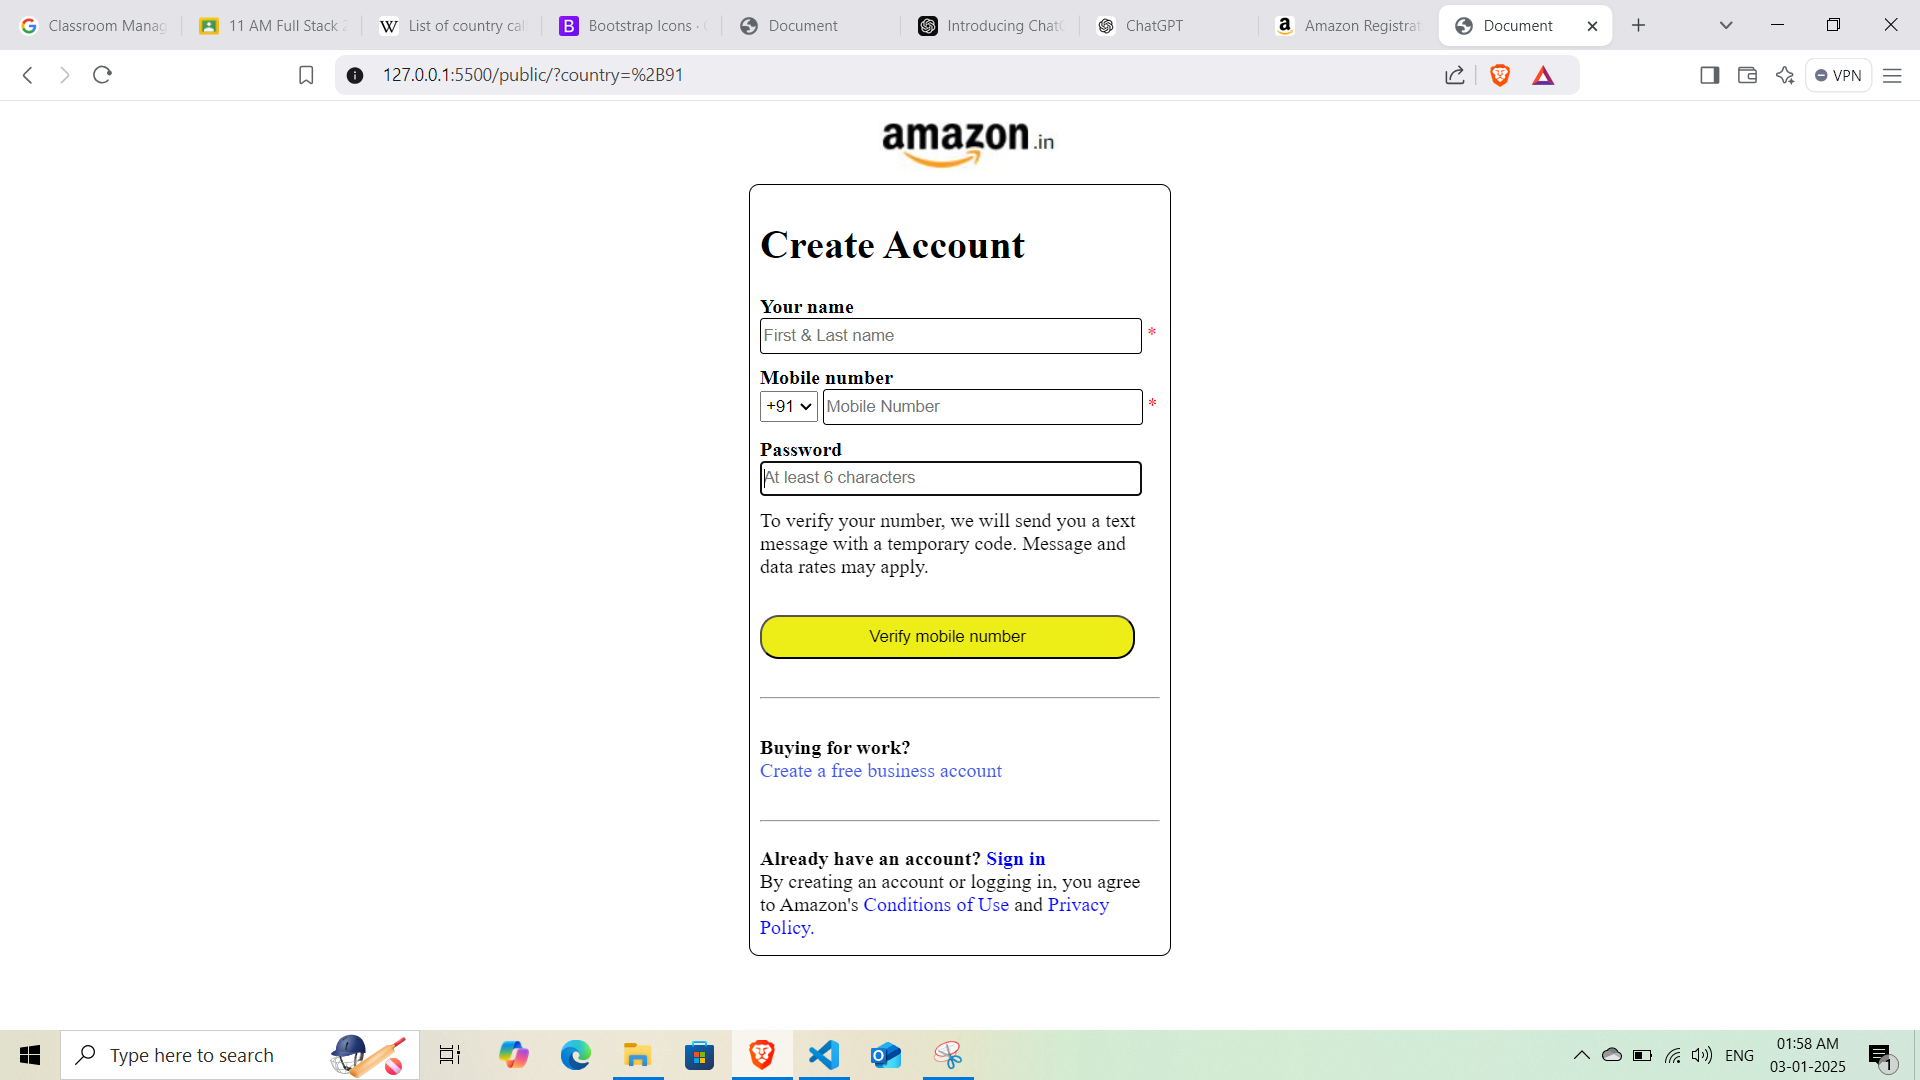 Classroom Manag
11 AM Full Stack 2
List of country cal
Bootstrap Icons ·
Document
Introducing Chat
ChatGPT
Amazon Registrat
Document
127.0.0.1:5500/public/?country=%2B91
VPN
amazon.in
Create Account
Your name
First & Last name *
Mobile number
+91 Mobile Number *
Password
At least 6 characters
To verify your number, we will send you a text
message with a temporary code. Message and
data rates may apply.
Verify mobile number
Buying for work?
Create a free business account
Already have an account? Sign in
By creating an account or logging in, you agree
to Amazon's Conditions of Use and Privacy
Policy.
Type here to search
ENG
01:58 AM
03-01-2025
1